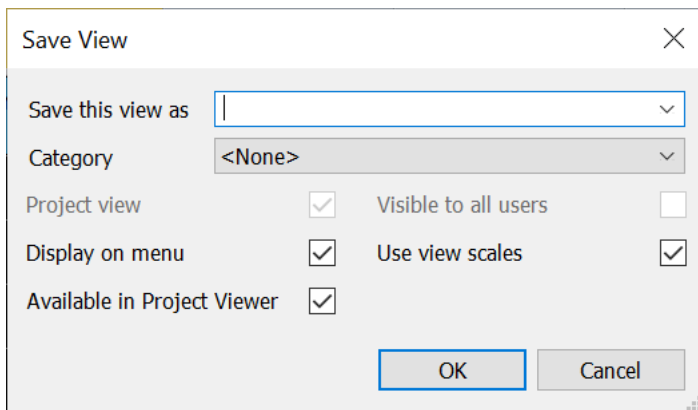 Save View
Save this view as
Category <None>
Project view Visible to all users
Display on menu Use view scales
Available in Project Viewer
OK Cancel